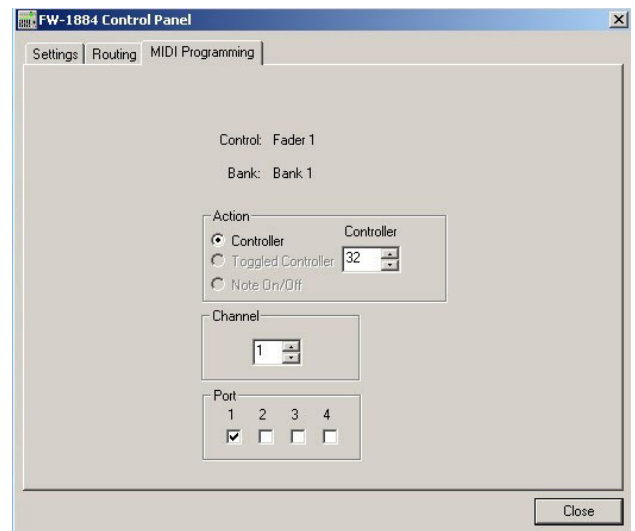 FW-1884 Control Panel
Settings Routing MIDI Programming
Control: Fader 1
Bank: Bank 1
Action
Controller
Controller
Toggled Controller
32
Note On/Off
Channel
1
Port
1 2 3 4
Close